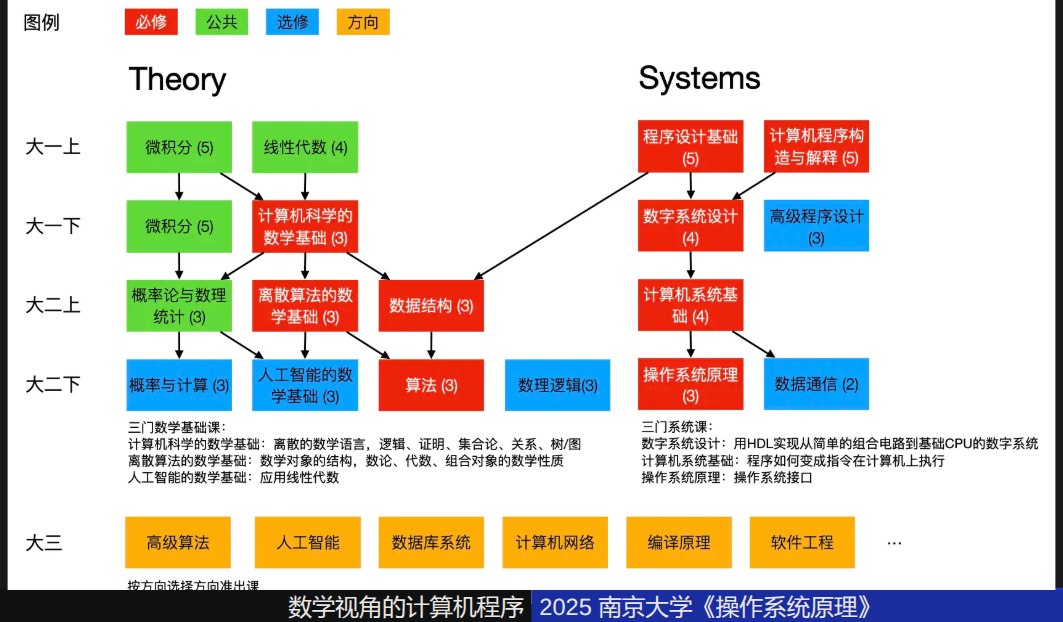 图例
必修
公共
选修
方向
Theory
Systems
大一上
微积分 (5)
线性代数 (4)
程序设计基础
(5)
计算机程序构
造与解释 (5)
大一下
微积分 (5)
计算机科学的
数学基础 (3)
数字系统设计
(4)
高级程序设计
(3)
大二上
概率论与数理
统计 (3)
离散算法的数
学基础 (3)
数据结构 (3)
计算机系统基
础 (4)
大二下
概率与计算 (3)
人工智能的数
学基础 (3)
算法 (3)
数理逻辑(3)
操作系统原理
(3)
数据通信 (2)
三门数学基础课：
计算机科学的数学基础：离散的数学语言，逻辑、证明、集合论、关系、树/图
离散算法的数学基础：数学对象的结构，数论、代数、组合对象的数学性质
人工智能的数学基础：应用线性代数
三门系统课：
数字系统设计：用HDL实现从简单的组合电路到基础CPU的数字系统
计算机系统基础：程序如何变成指令在计算机上执行
操作系统原理：操作系统接口
大三
高级算法
人工智能
数据库系统
计算机网络
编译原理
软件工程
...
按方向选择方向准出课
数学视角的计算机程序
2025 南京大学《操作系统原理》